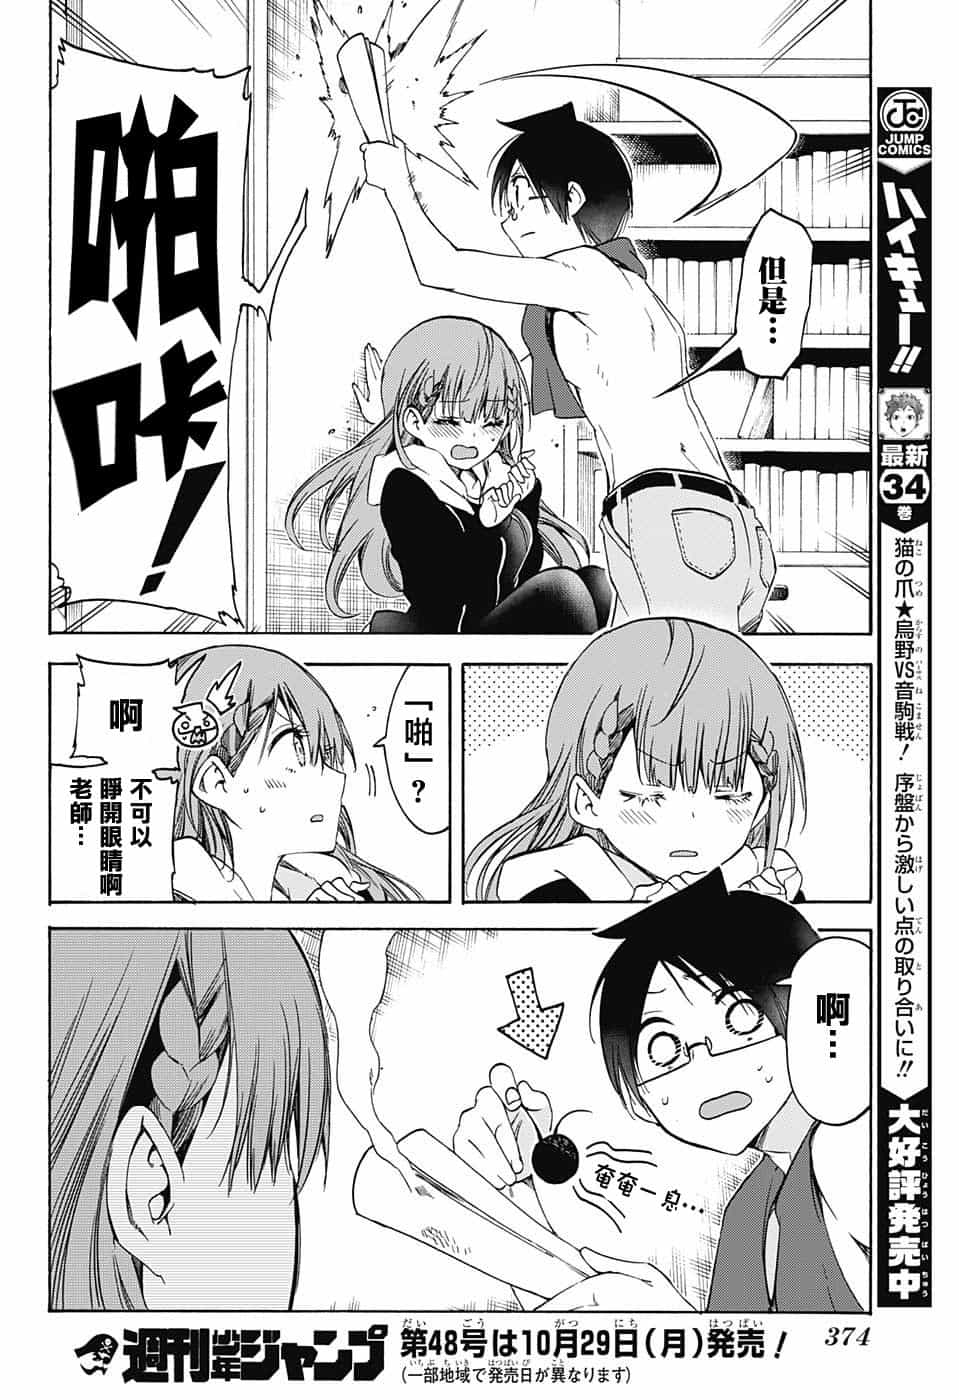 啪
咔！
但是…
「啪」？
啊
不可以
睜開眼睛啊
老師…
啊…
奄奄一息…
JC
JUMP
COMICS
ハイキュー!!
最新
34
巻
猫の爪★烏野VS音駒戦！ 序盤から激しい点の取り合いに!!
大好評発売中
週刊少年ジャンプ
第48号は10月29日(月)発売！
(一部地域で発売日が異なります)
374